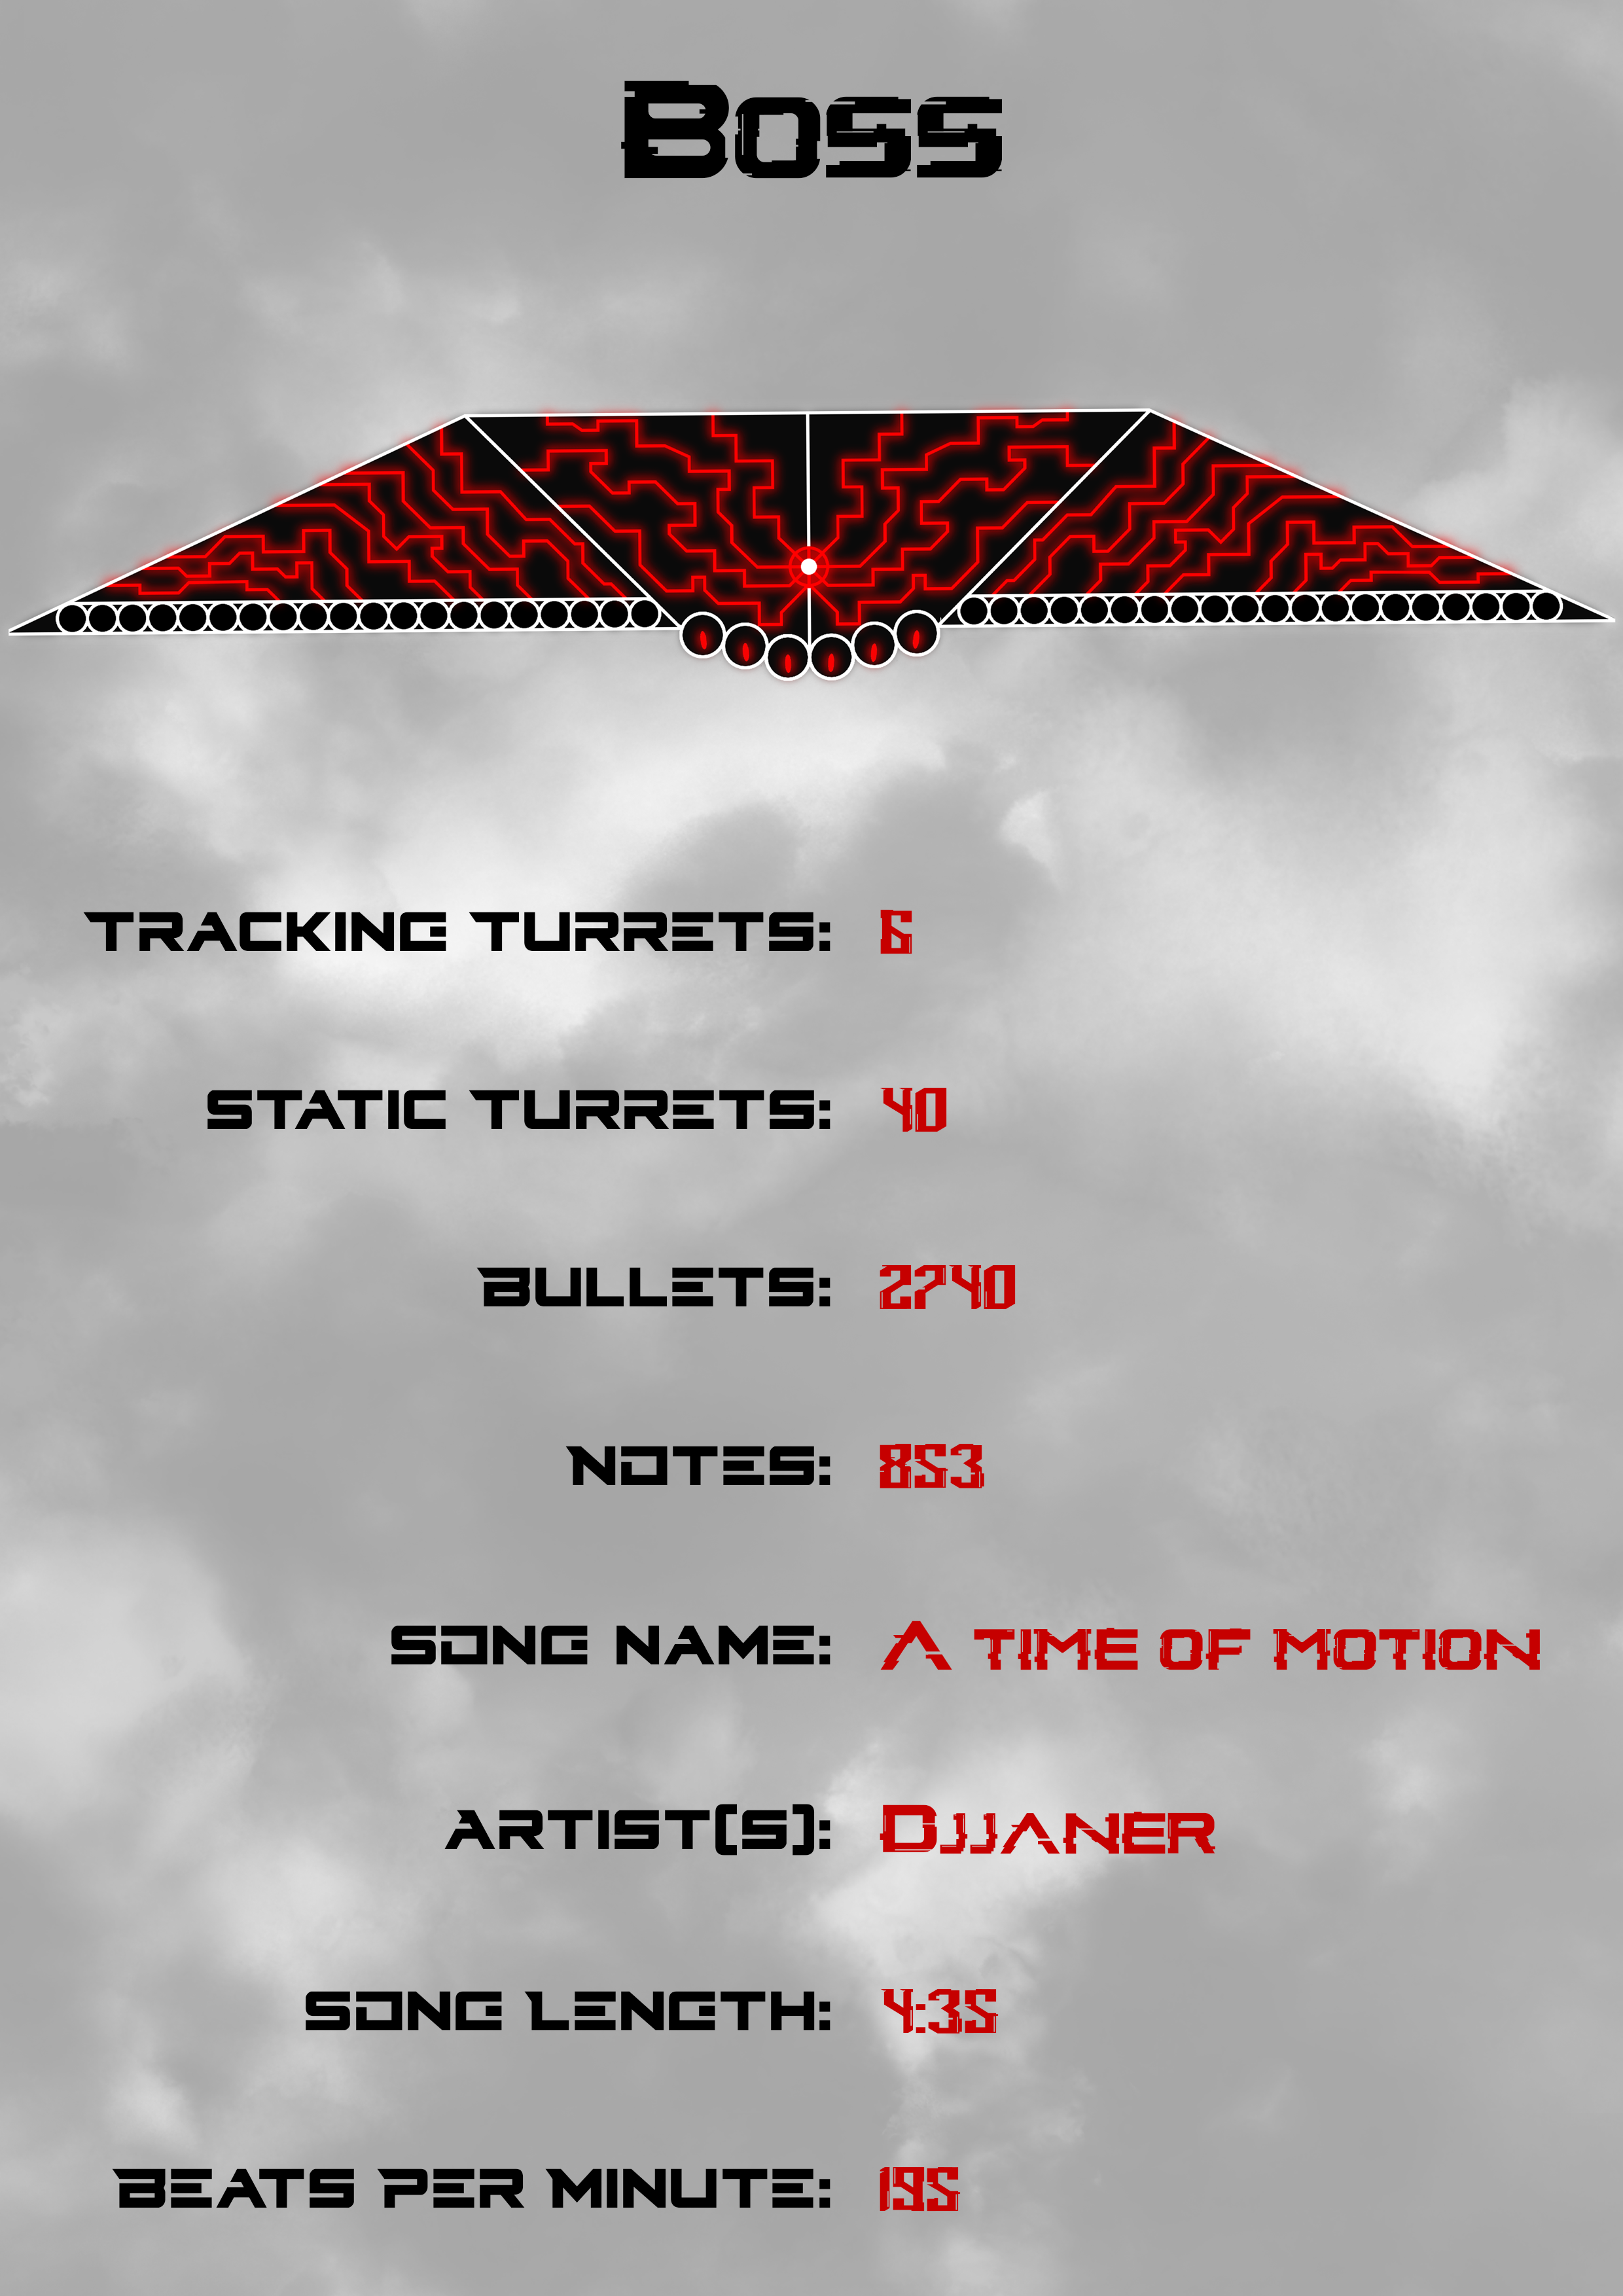 Boss
TRACKING TURRETS: 6
STATIC TURRETS: 40
BULLETS: 2740
NOTES: 853
SONG NAME: A TIME OF MOTION
ARTIST(S): DJJANER
SONG LENGTH: 4:35
BEATS PER MINUTE: 195